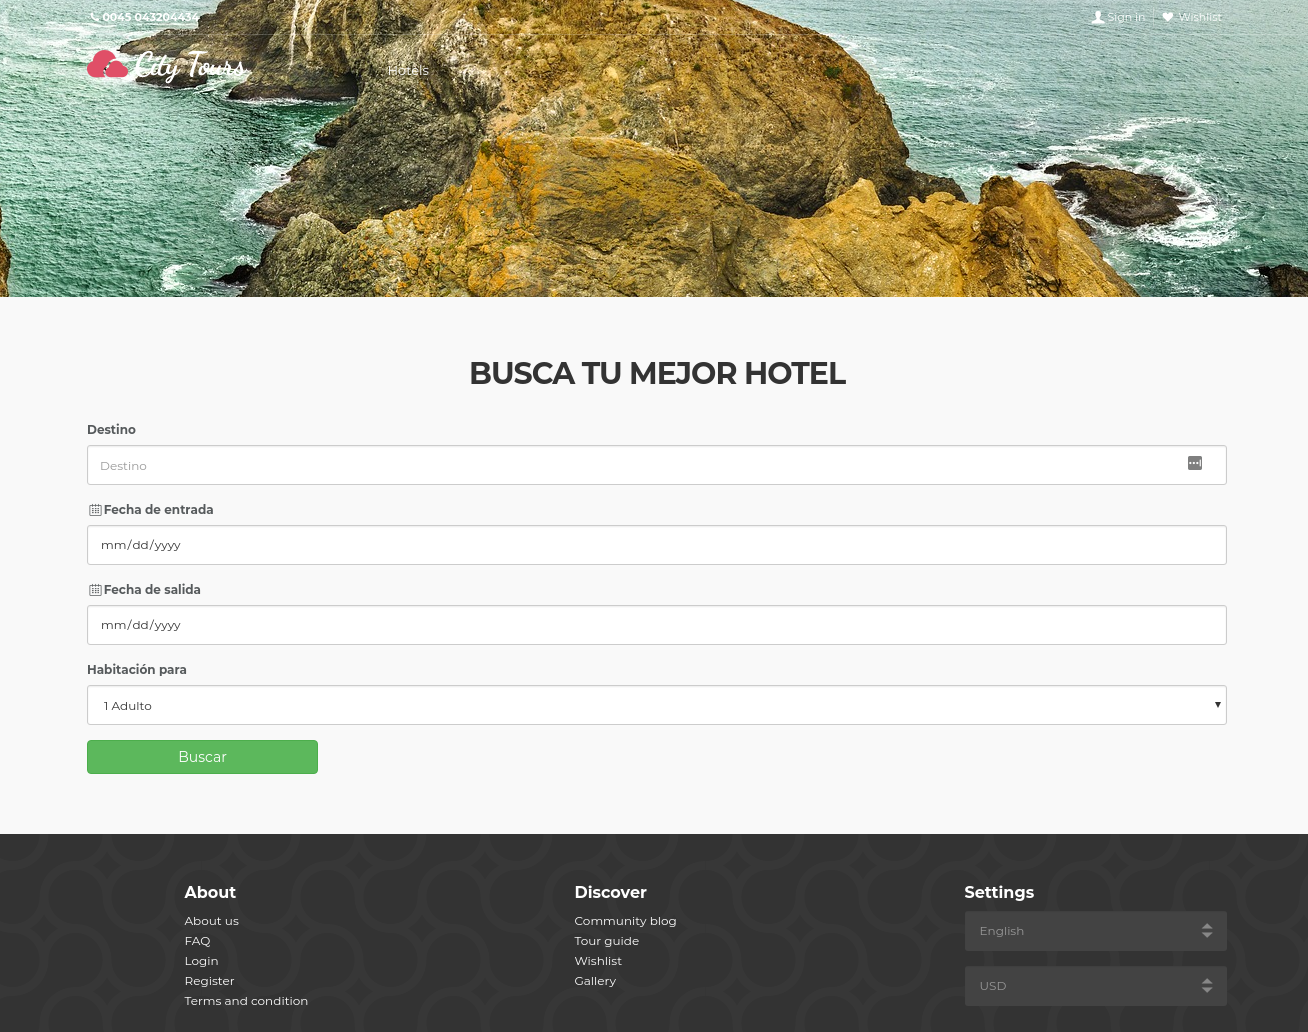 0045 043204434
Sign in
Wishlist
City Tours
Hotels
BUSCA TU MEJOR HOTEL
Destino
Destino
Fecha de entrada
mm/dd/yyyy
Fecha de salida
mm/dd/yyyy
Habitación para
1 Adulto
Buscar
About
About us
FAQ
Login
Register
Terms and condition
Discover
Community blog
Tour guide
Wishlist
Gallery
Settings
English
USD